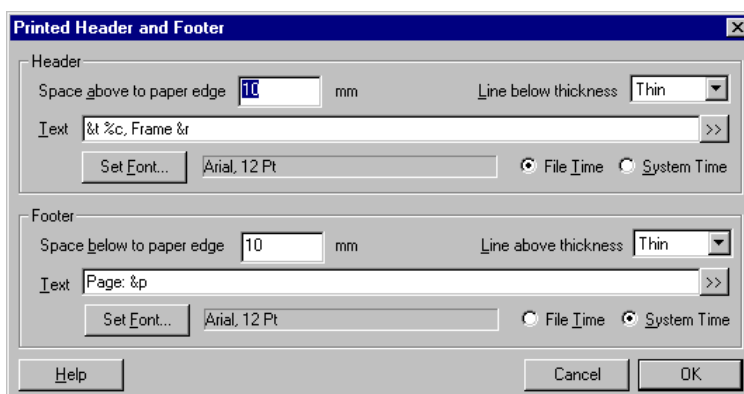 Printed Header and Footer
Header
Space above to paper edge 10 mm Line below thickness Thin
Text &t %c, Frame &r >>
Set Font... Arial, 12 Pt File Time System Time
Footer
Space below to paper edge 10 mm Line above thickness Thin
Text Page: &p >>
Set Font... Arial, 12 Pt File Time System Time
Help Cancel OK